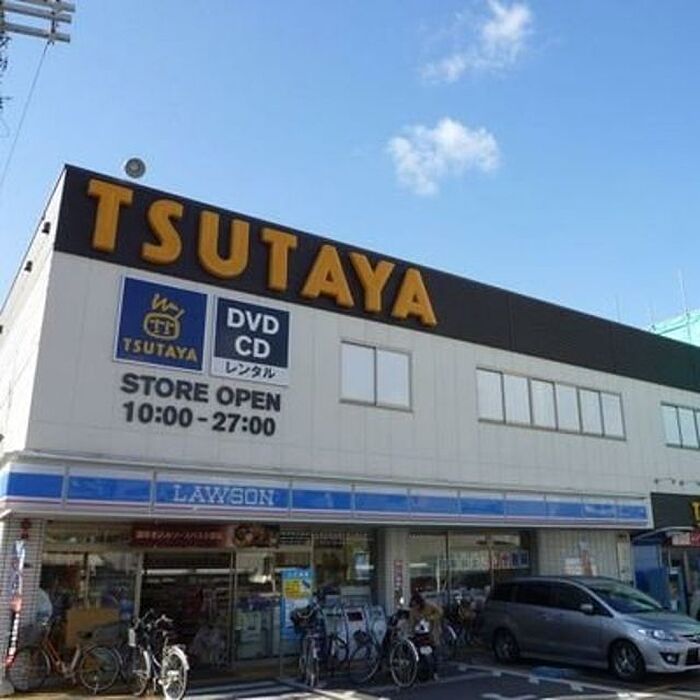 TSUTAYA
TSUTAYA
DVD
CD
レンタル
STORE OPEN
10:00 - 27:00
LAWSON